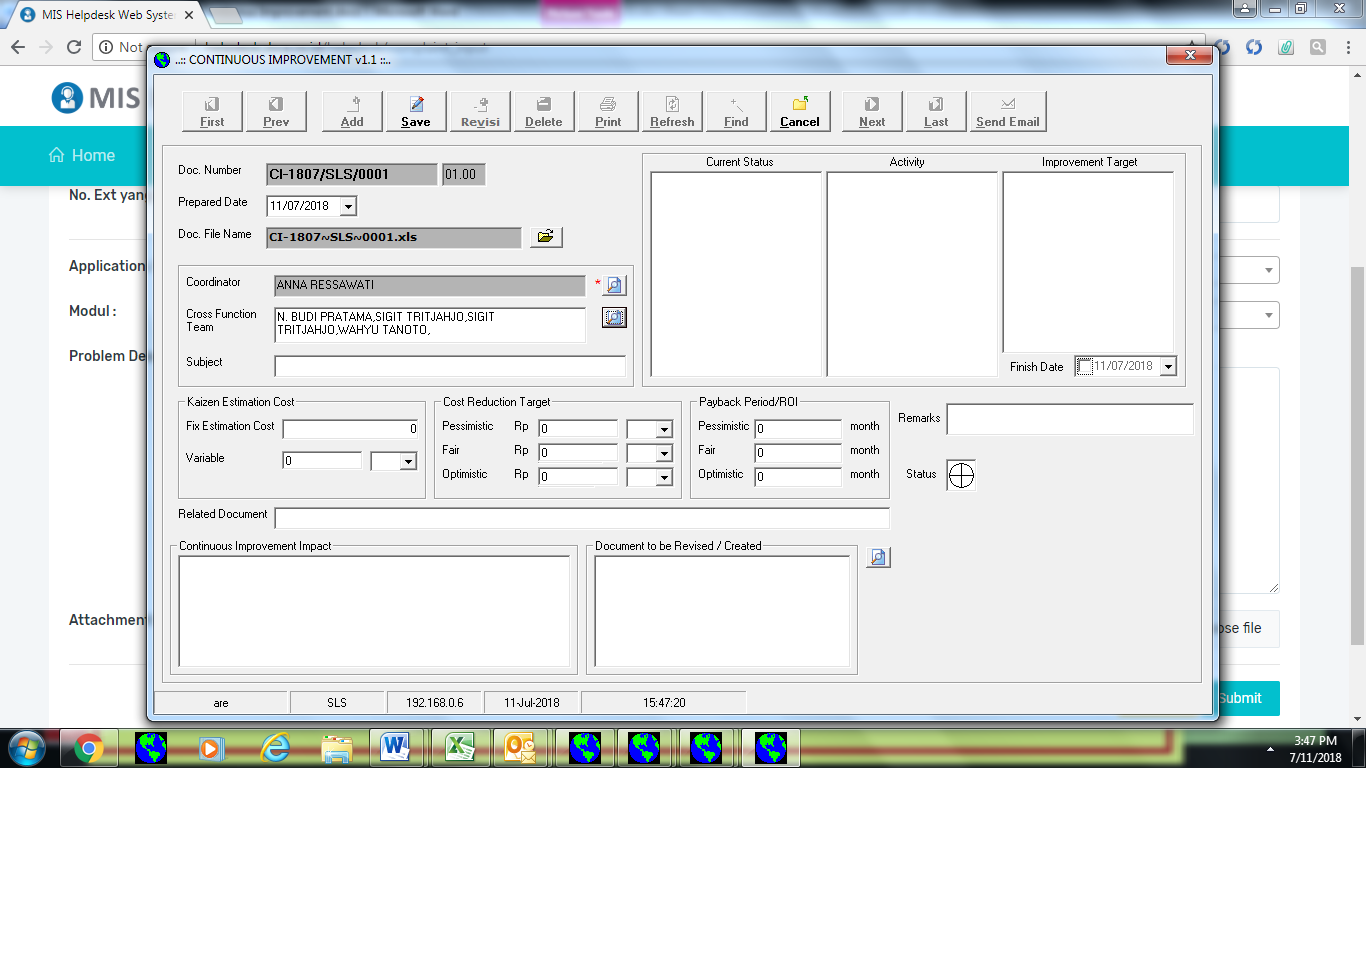 MIS Helpdesk Web Syste
Not
..:: CONTINUOUS IMPROVEMENT v1.1 ::..
MIS
First
Prev
Add
Save
Revisi
Delete
Print
Refresh
Find
Cancel
Next
Last
Send Email
Home
No. Ext yang
Application
Modul :
Problem De
Attachment
ose file
Submit
Doc. Number
CI-1807/SLS/0001
01.00
Prepared Date
11/07/2018
Doc. File Name
CI-1807~SLS~0001.xls
Coordinator
ANNA RESSAWATI
*
Cross Function
Team
N. BUDI PRATAMA,SIGIT TRITJAHJO,SIGIT
TRITJAHJO,WAHYU TANOTO,
Subject
Current Status
Activity
Improvement Target
Finish Date
11/07/2018
Kaizen Estimation Cost
Fix Estimation Cost
0
Variable
0
Cost Reduction Target
Pessimistic Rp 0
Fair Rp 0
Optimistic Rp 0
Payback Period/ROI
Pessimistic 0 month
Fair 0 month
Optimistic 0 month
Remarks
Status
Related Document
Continuous Improvement Impact
Document to be Revised / Created
are
SLS
192.168.0.6
11-Jul-2018
15:47:20
3:47 PM
7/11/2018